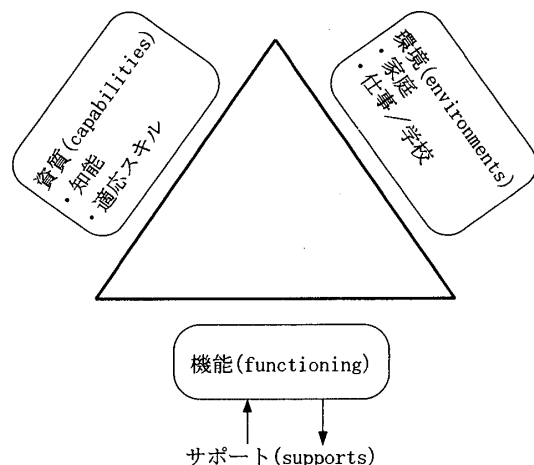 資質(capabilities)
・知能
・適応スキル
環境(environments)
・家庭
・仕事／学校
機能(functioning)
サポート(supports)